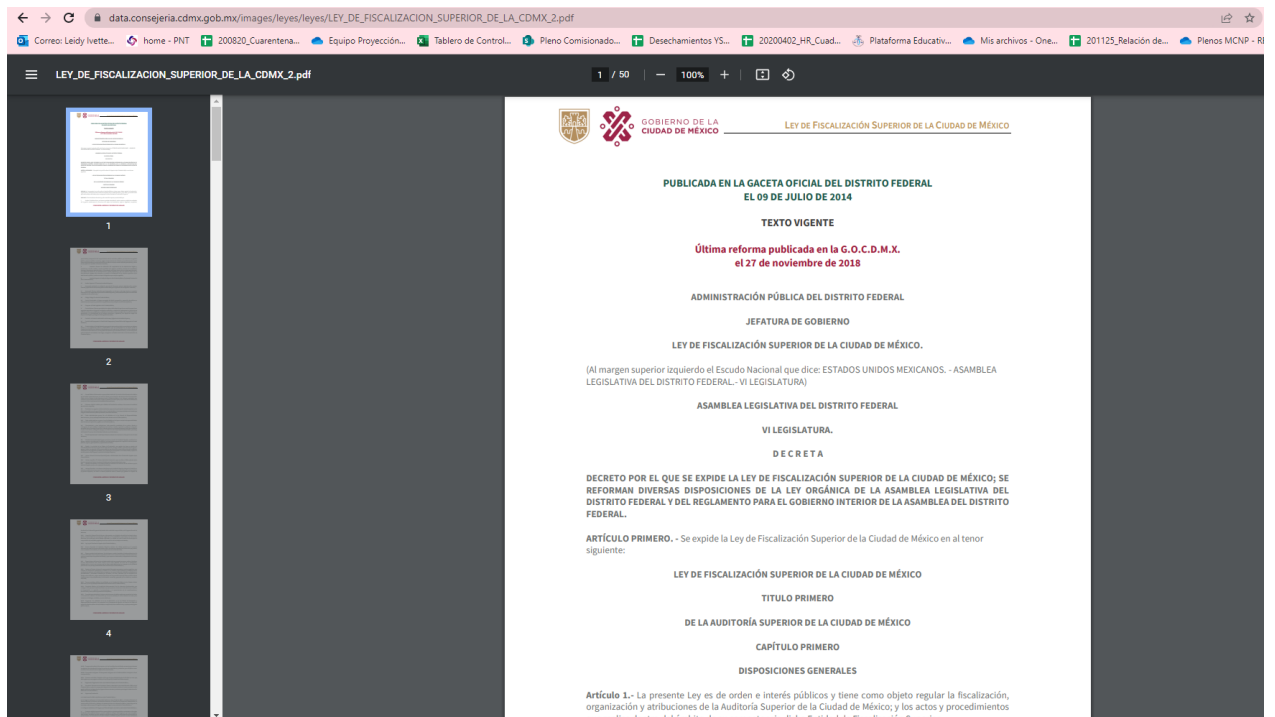 data.consejeria.cdmx.gob.mx/images/leyes/leyes/LEY_DE_FISCALIZACION_SUPERIOR_DE_LA_CDMX_2.pdf
Correo: Leidy Ivette... home - PNT 200820_Cuarentena... Equipo Proyección... Tablero de Control... Pleno Comisionado... Desechamientos YS... 20200402_HR_Cuad... Plataforma Educativ... Mis archivos - One... 201125_Relación de... Plenos MCNP - RE
LEY_DE_FISCALIZACION_SUPERIOR_DE_LA_CDMX_2.pdf 1 / 50 100%
1
2
3
4
GOBIERNO DE LA
CIUDAD DE MÉXICO
LEY DE FISCALIZACIÓN SUPERIOR DE LA CIUDAD DE MÉXICO
PUBLICADA EN LA GACETA OFICIAL DEL DISTRITO FEDERAL
EL 09 DE JULIO DE 2014
TEXTO VIGENTE
Última reforma publicada en la G.O.C.D.M.X.
el 27 de noviembre de 2018
ADMINISTRACIÓN PÚBLICA DEL DISTRITO FEDERAL
JEFATURA DE GOBIERNO
LEY DE FISCALIZACIÓN SUPERIOR DE LA CIUDAD DE MÉXICO.
(Al margen superior izquierdo el Escudo Nacional que dice: ESTADOS UNIDOS MEXICANOS. - ASAMBLEA
LEGISLATIVA DEL DISTRITO FEDERAL.- VI LEGISLATURA)
ASAMBLEA LEGISLATIVA DEL DISTRITO FEDERAL
VI LEGISLATURA.
D E C R E T A
DECRETO POR EL QUE SE EXPIDE LA LEY DE FISCALIZACIÓN SUPERIOR DE LA CIUDAD DE MÉXICO; SE
REFORMAN DIVERSAS DISPOSICIONES DE LA LEY ORGÁNICA DE LA ASAMBLEA LEGISLATIVA DEL
DISTRITO FEDERAL Y DEL REGLAMENTO PARA EL GOBIERNO INTERIOR DE LA ASAMBLEA DEL DISTRITO
FEDERAL.
ARTÍCULO PRIMERO. - Se expide la Ley de Fiscalización Superior de la Ciudad de México en al tenor
siguiente:
LEY DE FISCALIZACIÓN SUPERIOR DE LA CIUDAD DE MÉXICO
TITULO PRIMERO
DE LA AUDITORÍA SUPERIOR DE LA CIUDAD DE MÉXICO
CAPÍTULO PRIMERO
DISPOSICIONES GENERALES
Artículo 1.- La presente Ley es de orden e interés públicos y tiene como objeto regular la fiscalización,
organización y atribuciones de la Auditoría Superior de la Ciudad de México; y los actos y procedimientos